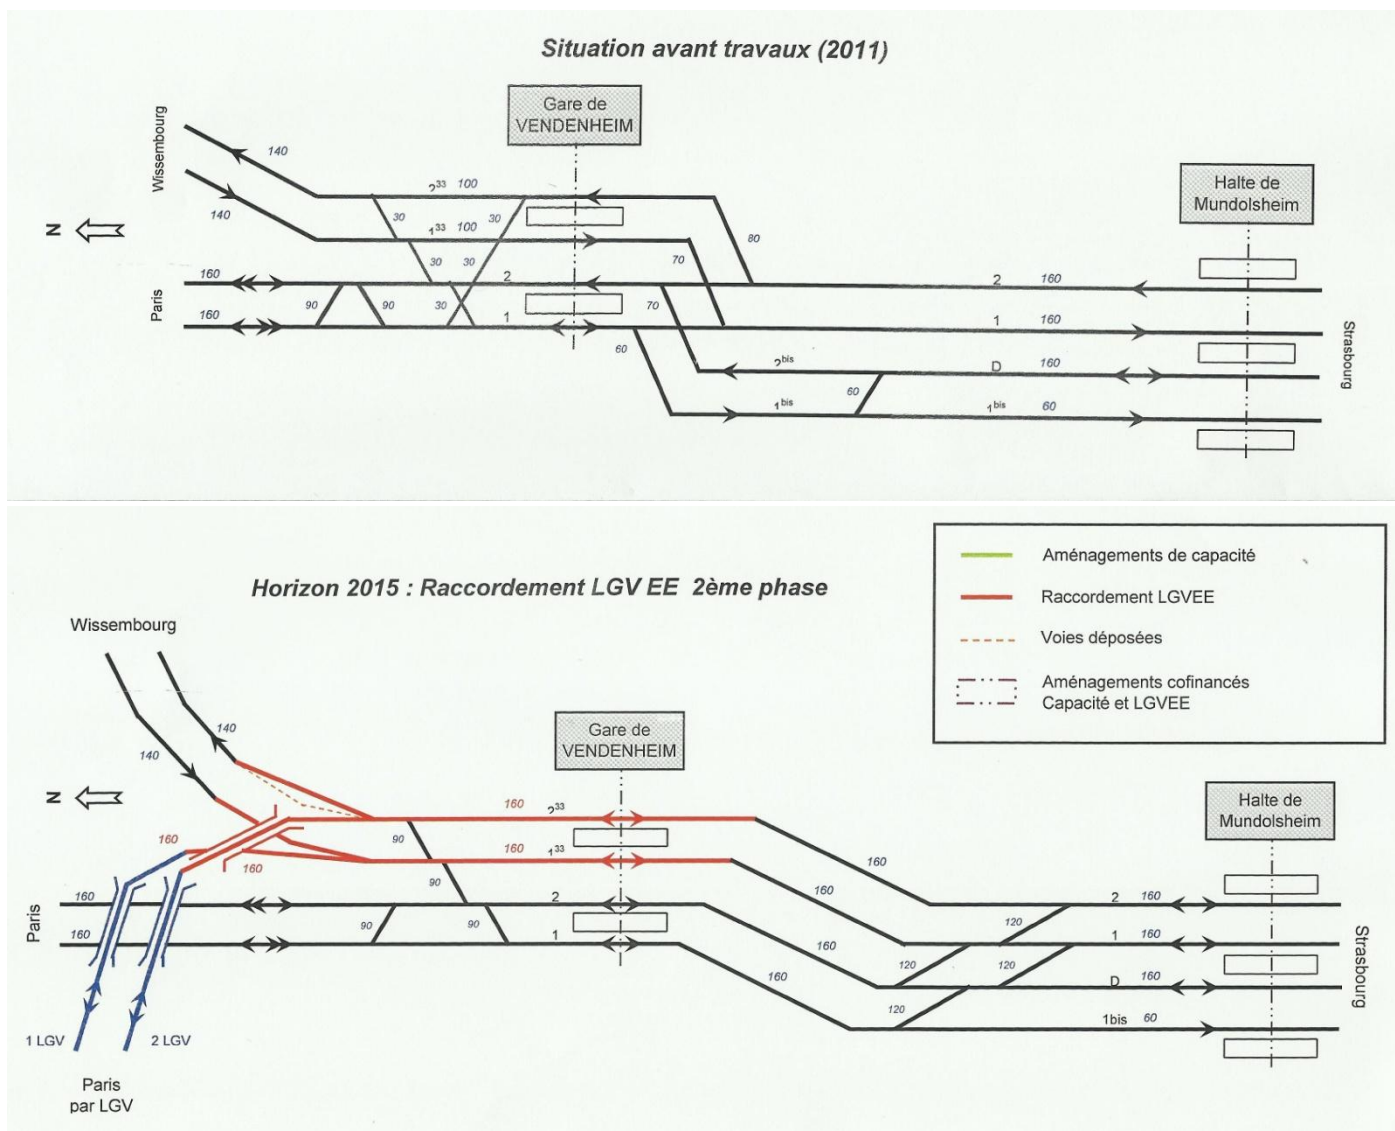 Situation avant travaux (2011)
Gare de
VENDENHEIM
Wissembourg
140
140
2³³ 100
30
30
1³³ 100
30
30
80
70
Halte de
Mundolsheim
N
Paris
160
160
90
90
30
2
1
70
60
2
160
1
160
2bis
D
160
60
1bis
1bis
60
Strasbourg
Horizon 2015 : Raccordement LGV EE 2ème phase
Aménagements de capacité
Raccordement LGVEE
Voies déposées
Aménagements cofinancés
Capacité et LGVEE
Wissembourg
140
140
Gare de
VENDENHEIM
N
160
2³³
160
160
90
160
1³³
160
160
Halte de
Mundolsheim
Paris
160
160
90
90
90
2
1
160
160
120
120
120
120
2
160
1
160
D
160
1bis
60
Strasbourg
1 LGV
2 LGV
Paris
par LGV